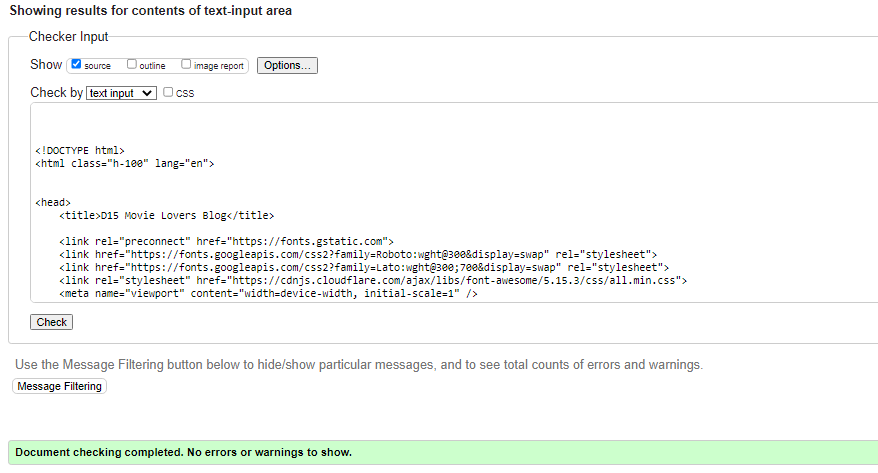 Showing results for contents of text-input area
Checker Input
Show source outline image report Options...
Check by text input CSS
<!DOCTYPE html>
<html class="h-100" lang="en">
<head>
<title>D15 Movie Lovers Blog</title>
<link rel="preconnect" href="https://fonts.gstatic.com">
<link href="https://fonts.googleapis.com/css2?family=Roboto:wght@300&display=swap" rel="stylesheet">
<link href="https://fonts.googleapis.com/css2?family=Lato:wght@300;700&display=swap" rel="stylesheet">
<link rel="stylesheet" href="https://cdnjs.cloudflare.com/ajax/libs/font-awesome/5.15.3/css/all.min.css">
<meta name="viewport" content="width=device-width, initial-scale=1" />
Check
Use the Message Filtering button below to hide/show particular messages, and to see total counts of errors and warnings.
Message Filtering
Document checking completed. No errors or warnings to show.